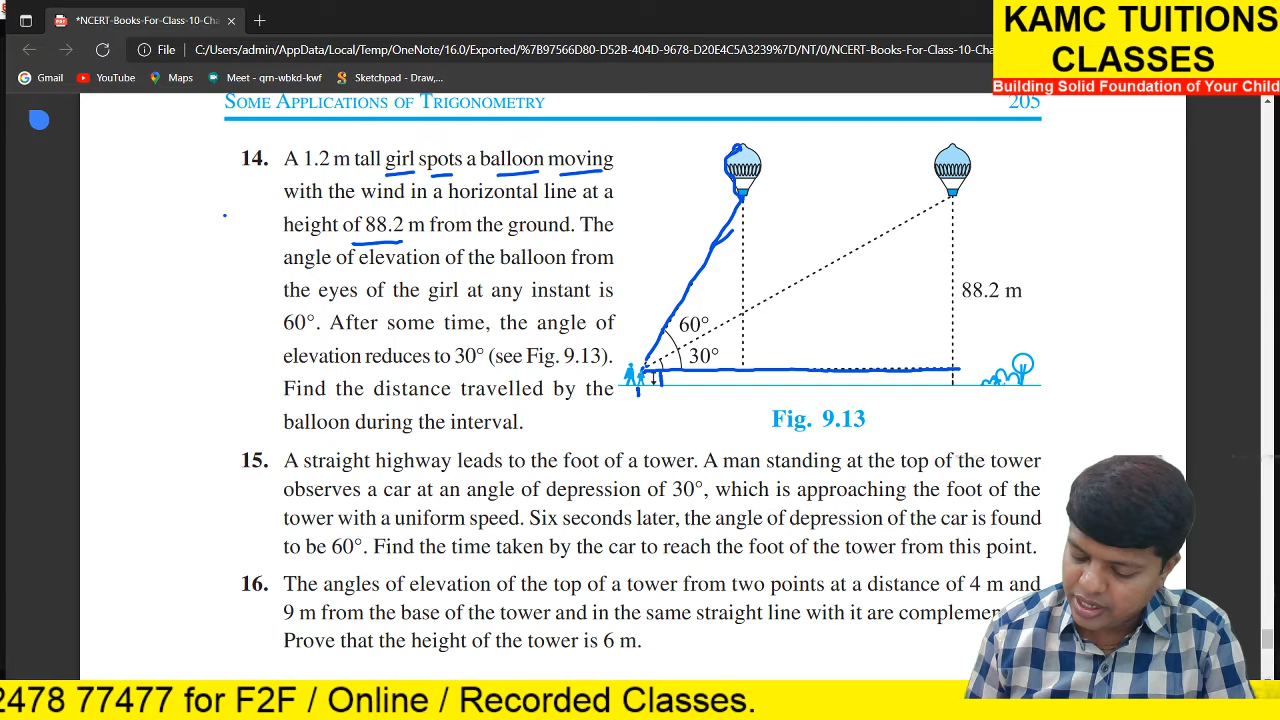 *NCERT-Books-For-Class-10-Cha
KAMC TUITIONS
CLASSES
Building Solid Foundation of Your Child
File
C:/Users/admin/AppData/Local/Temp/OneNote/16.0/Exported/%7B97566D80-D52B-404D-9678-D20E4C5A3239%7D/NT/0/NCERT-Books-For-Class-10-Chap
Gmail
YouTube
Maps
Meet - qrn-wbkd-kwf
Sketchpad - Draw,...
SOME APPLICATIONS OF TRIGONOMETRY
205
14. A 1.2 m tall girl spots a balloon moving
with the wind in a horizontal line at a
height of 88.2 m from the ground. The
angle of elevation of the balloon from
the eyes of the girl at any instant is
60°. After some time, the angle of
elevation reduces to 30° (see Fig. 9.13).
Find the distance travelled by the
balloon during the interval.
88.2 m
60°
30°
Fig. 9.13
15. A straight highway leads to the foot of a tower. A man standing at the top of the tower
observes a car at an angle of depression of 30°, which is approaching the foot of the
tower with a uniform speed. Six seconds later, the angle of depression of the car is found
to be 60°. Find the time taken by the car to reach the foot of the tower from this point.
16. The angles of elevation of the top of a tower from two points at a distance of 4 m and
9 m from the base of the tower and in the same straight line with it are complemen
Prove that the height of the tower is 6 m.
2478 77477 for F2F / Online / Recorded Classes.